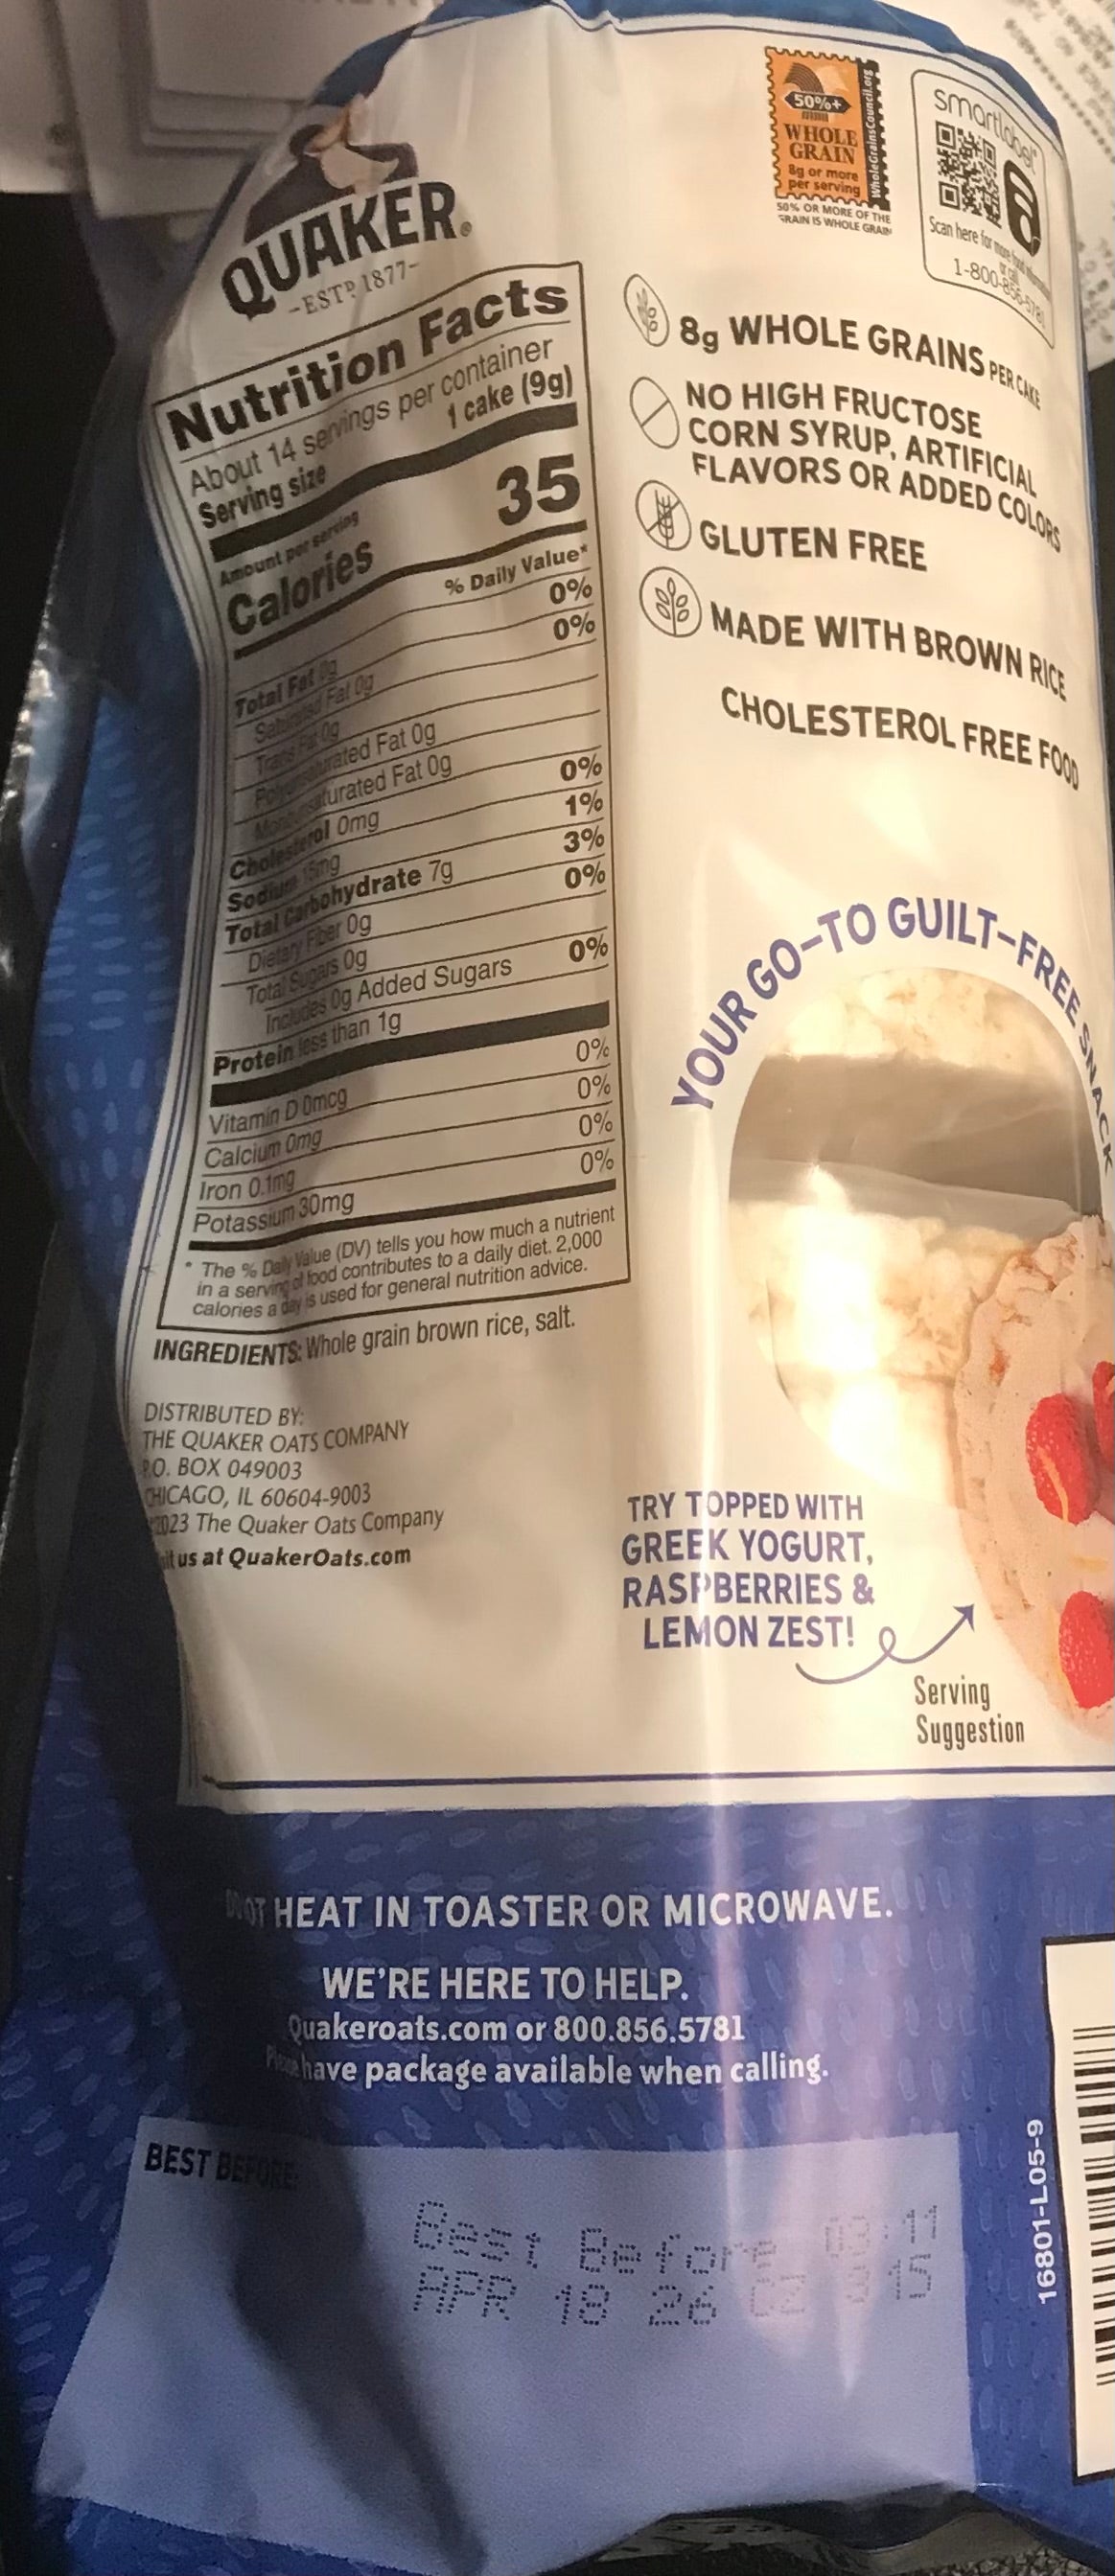 QUAKER®
-ESTD 1877-
50%+
WHOLE
GRAIN
8g or more
per serving
WholeGrainsCouncil.org
50% OR MORE OF THE
GRAIN IS WHOLE GRAIN
smartlabel
Scan here for more food information
or call
1-800-856-5781
Nutrition Facts
About 14 servings per container
Serving size 1 cake (9g)
Amount per serving
Calories 35
% Daily Value*
Total Fat 0g 0%
Saturated Fat 0g 0%
Trans Fat 0g
Polyunsaturated Fat 0g
Monounsaturated Fat 0g
Cholesterol 0mg 0%
Sodium 15mg 1%
Total Carbohydrate 7g 3%
Dietary Fiber 0g 0%
Total Sugars 0g
Includes 0g Added Sugars 0%
Protein less than 1g
Vitamin D 0mcg 0%
Calcium 0mg 0%
Iron 0.1mg 0%
Potassium 30mg 0%
* The % Daily Value (DV) tells you how much a nutrient
in a serving of food contributes to a daily diet. 2,000
calories a day is used for general nutrition advice.
INGREDIENTS: Whole grain brown rice, salt.
DISTRIBUTED BY:
THE QUAKER OATS COMPANY
P.O. BOX 049003
CHICAGO, IL 60604-9003
2023 The Quaker Oats Company
us at QuakerOats.com
8g WHOLE GRAINS PER CAKE
NO HIGH FRUCTOSE
CORN SYRUP, ARTIFICIAL
FLAVORS OR ADDED COLORS
GLUTEN FREE
MADE WITH BROWN RICE
CHOLESTEROL FREE FOOD
YOUR GO-TO GUILT-FREE SNACK
TRY TOPPED WITH
GREEK YOGURT,
RASPBERRIES &
LEMON ZEST!
Serving
Suggestion
NOT HEAT IN TOASTER OR MICROWAVE.
WE'RE HERE TO HELP.
Quakeroats.com or 800.856.5781
Please have package available when calling.
BEST BEFORE:
Best Before
APR 18 26
16801-L05-9